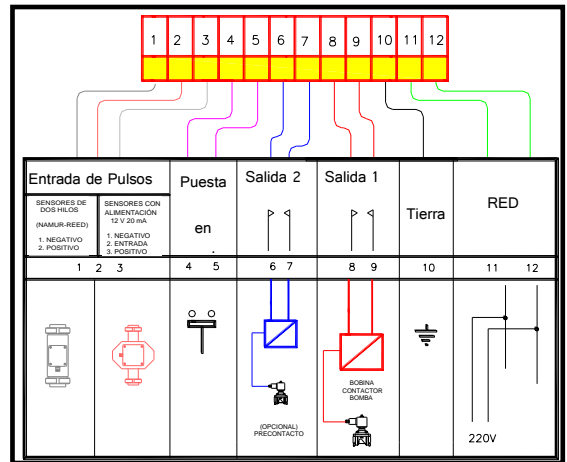 1 2 3 4 5 6 7 8 9 10 11 12
Entrada de Pulsos
SENSORES DE
DOS HILOS
(NAMUR-REED)
1. NEGATIVO
2. POSITIVO
SENSORES CON
ALIMENTACIÓN
12 V 20 mA
1. NEGATIVO
2. ENTRADA
3. POSITIVO
Puesta
en
Salida 2
Salida 1
Tierra
RED
1 2 3 4 5 6 7 8 9 10 11 12
(OPCIONAL)
PRECONTACTO
BOBINA
CONTACTOR
BOMBA
220V